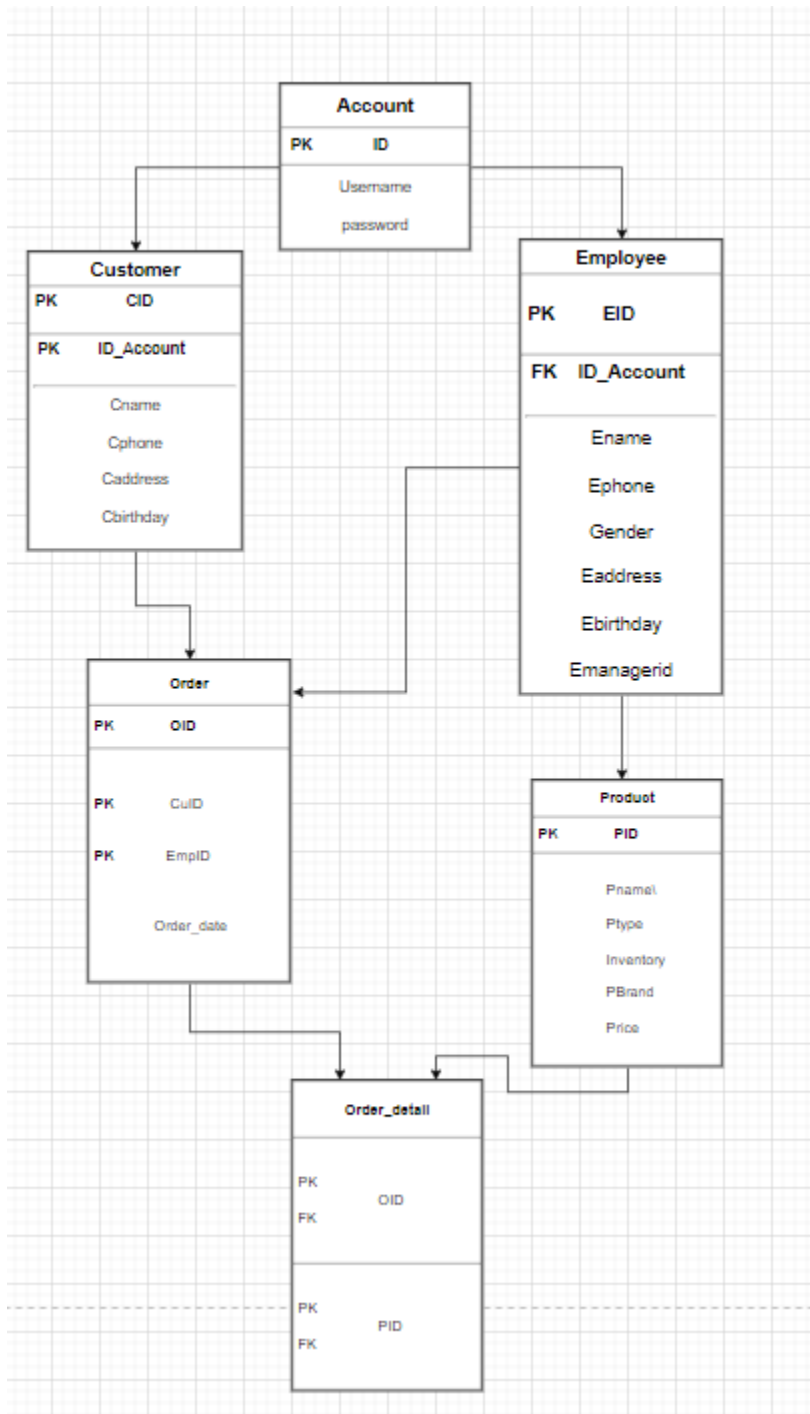 Account
PK ID
Username
password
Customer
PK CID
PK ID_Account
Cname
Cphone
Caddress
Cbirthday
Employee
PK EID
FK ID_Account
Ename
Ephone
Gender
Eaddress
Ebirthday
Emanagerid
Order
PK OID
PK CuID
PK EmpID
Order_date
Product
PK PID
Pname\
Ptype
Inventory
PBrand
Price
Order_detail
PK
OID
FK
PK
PID
FK